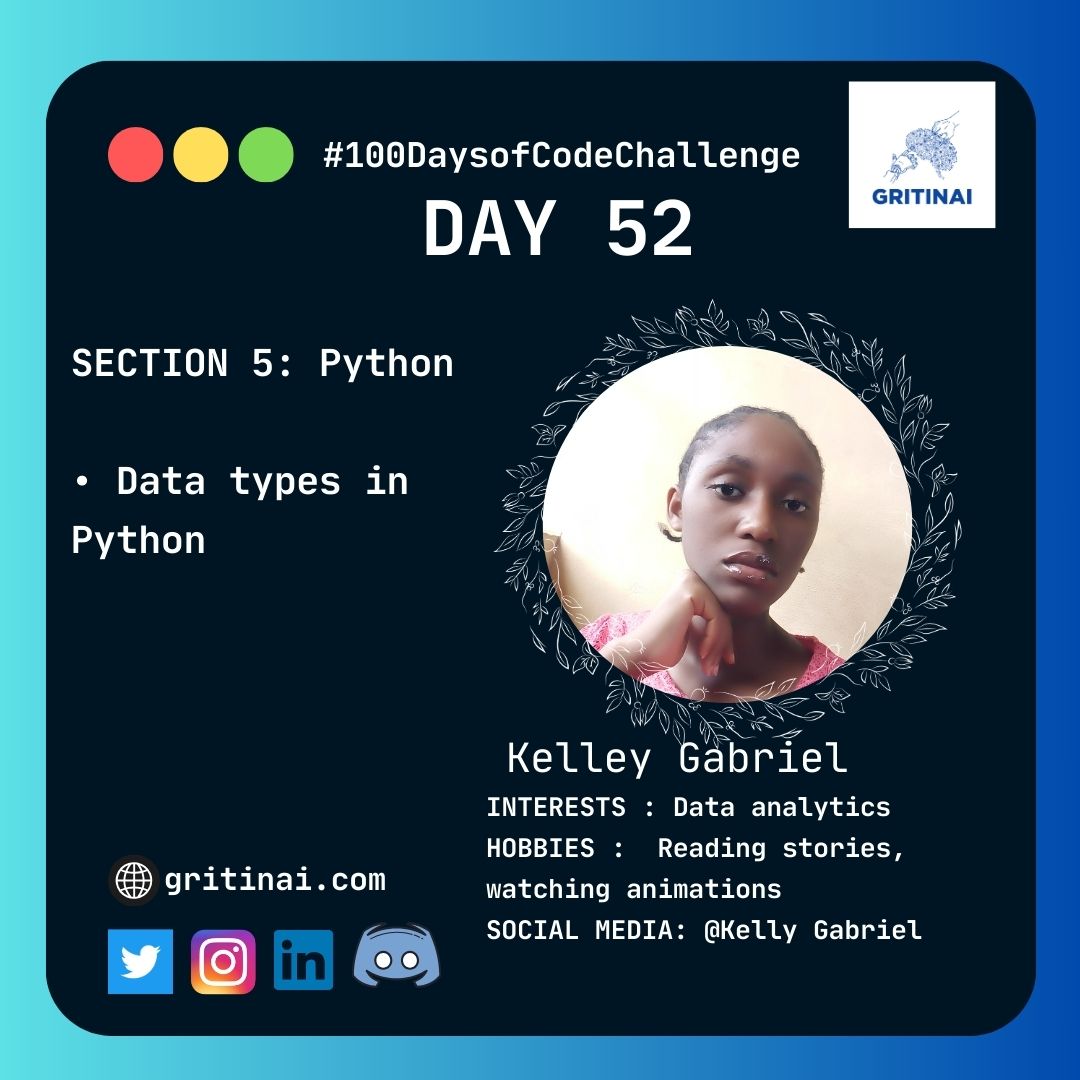 #100DaysofCodeChallenge
DAY 52
GRITINAI
SECTION 5: Python
• Data types in
Python
Kelley Gabriel
INTERESTS : Data analytics
HOBBIES :  Reading stories,
watching animations
SOCIAL MEDIA: @Kelly Gabriel
gritinai.com
in